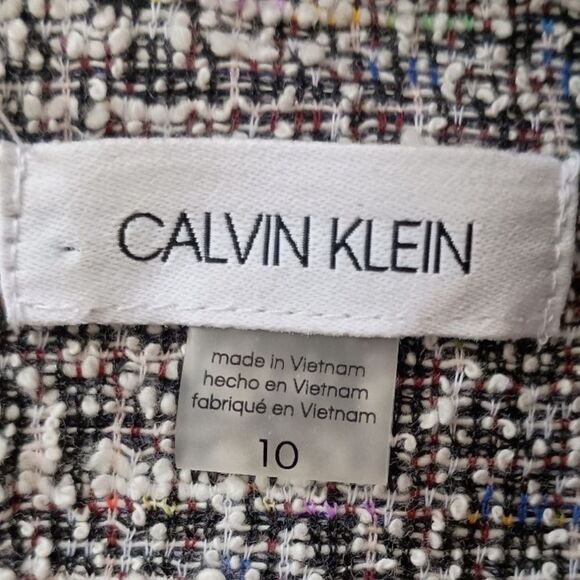 CALVIN KLEIN
made in Vietnam
hecho en Vietnam
fabriqué en Vietnam
10